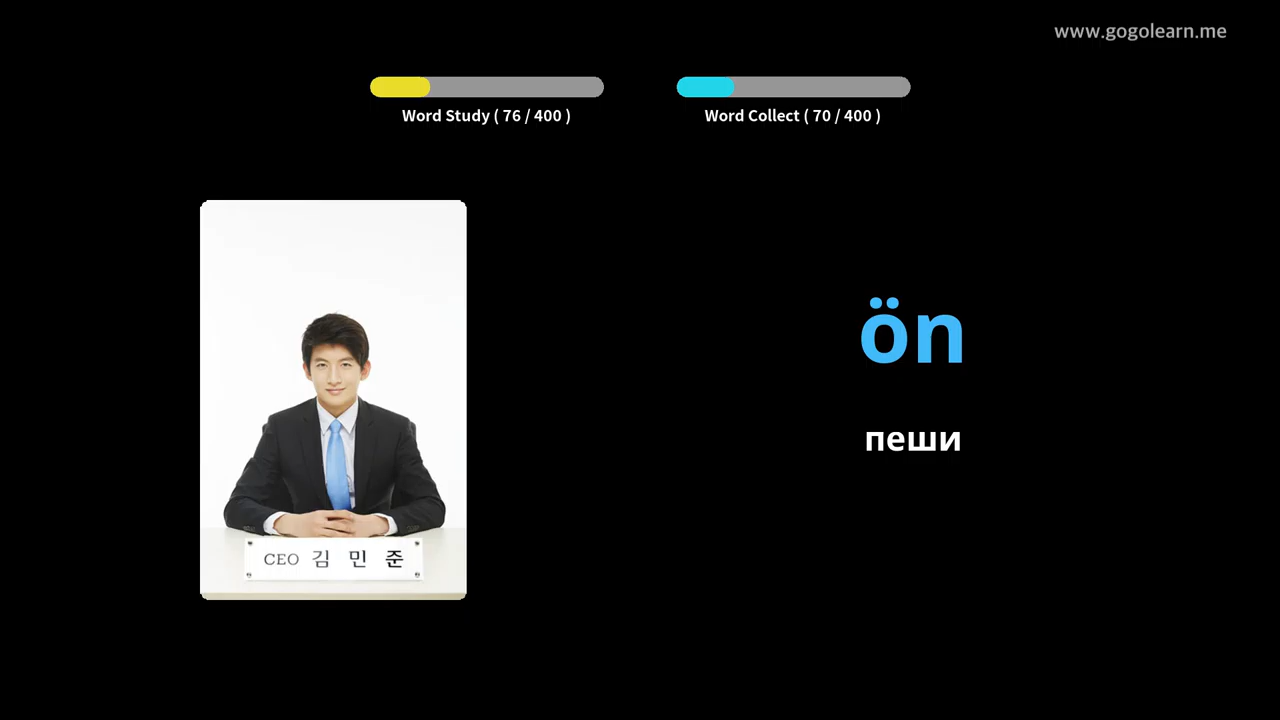 www.gogolearn.me
Word Study ( 76 / 400 )
Word Collect ( 70 / 400 )
ön
пеши
CEO 김 민 준